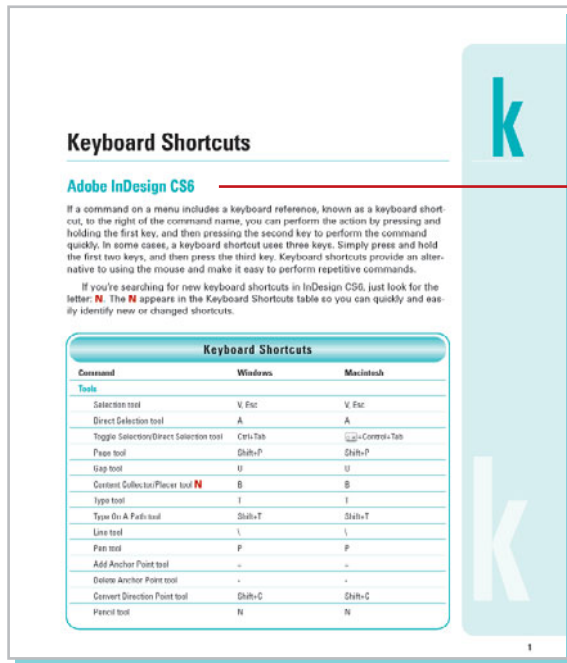 k
Keyboard Shortcuts
Adobe InDesign CS6
If a command on a menu includes a keyboard reference, known as a keyboard short-
cut, to the right of the command name, you can perform the action by pressing and
holding the first key, and then pressing the second key to perform the command
quickly. In some cases, a keyboard shortcut uses three keys. Simply press and hold
the first two keys, and then press the third key. Keyboard shortcuts provide an alter-
native to using the mouse and make it easy to perform repetitive commands.
If you're searching for new keyboard shortcuts in InDesign CS6, just look for the
letter: N. The N appears in the Keyboard Shortcuts table so you can quickly and eas-
ily identify new or changed shortcuts.
Keyboard Shortcuts
Command Windows Macintosh
Tools
Selection tool V, Esc V, Esc
Direct Selection tool A A
Toggle Selection/Direct Selection tool Ctrl+Tab +Control+Tab
Page tool Shift+P Shift+P
Gap tool U U
Content Collector/Placer tool N B B
Type tool T T
Type On A Path tool Shift+T Shift+T
Line tool \ \
Pen tool P P
Add Anchor Point tool
Delete Anchor Point tool - -
Convert Direction Point tool Shift+C Shift+C
Pencil tool N N
k
1